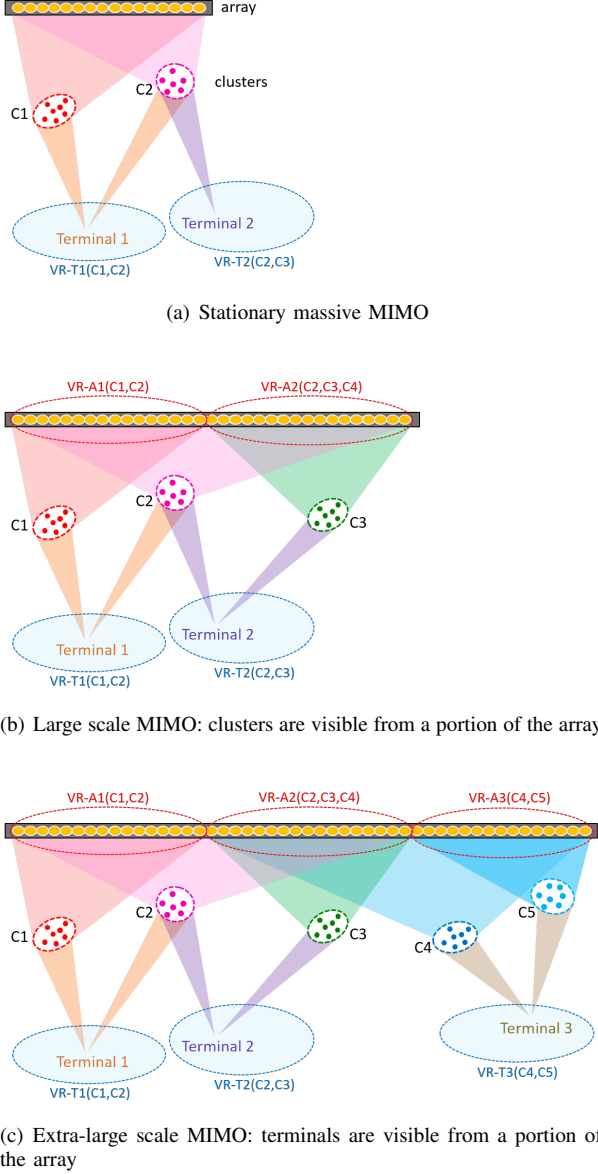 array
clusters
C2
C1
Terminal 1
Terminal 2
VR-T1(C1,C2)
VR-T2(C2,C3)
(a) Stationary massive MIMO
VR-A1(C1,C2)
VR-A2(C2,C3,C4)
C2
C1
C3
Terminal 1
Terminal 2
VR-T1(C1,C2)
VR-T2(C2,C3)
(b) Large scale MIMO: clusters are visible from a portion of the array
VR-A1(C1,C2)
VR-A2(C2,C3,C4)
VR-A3(C4,C5)
C2
C5
C1
C3
C4
Terminal 1
Terminal 2
Terminal 3
VR-T1(C1,C2)
VR-T2(C2,C3)
VR-T3(C4,C5)
(c) Extra-large scale MIMO: terminals are visible from a portion of
the array